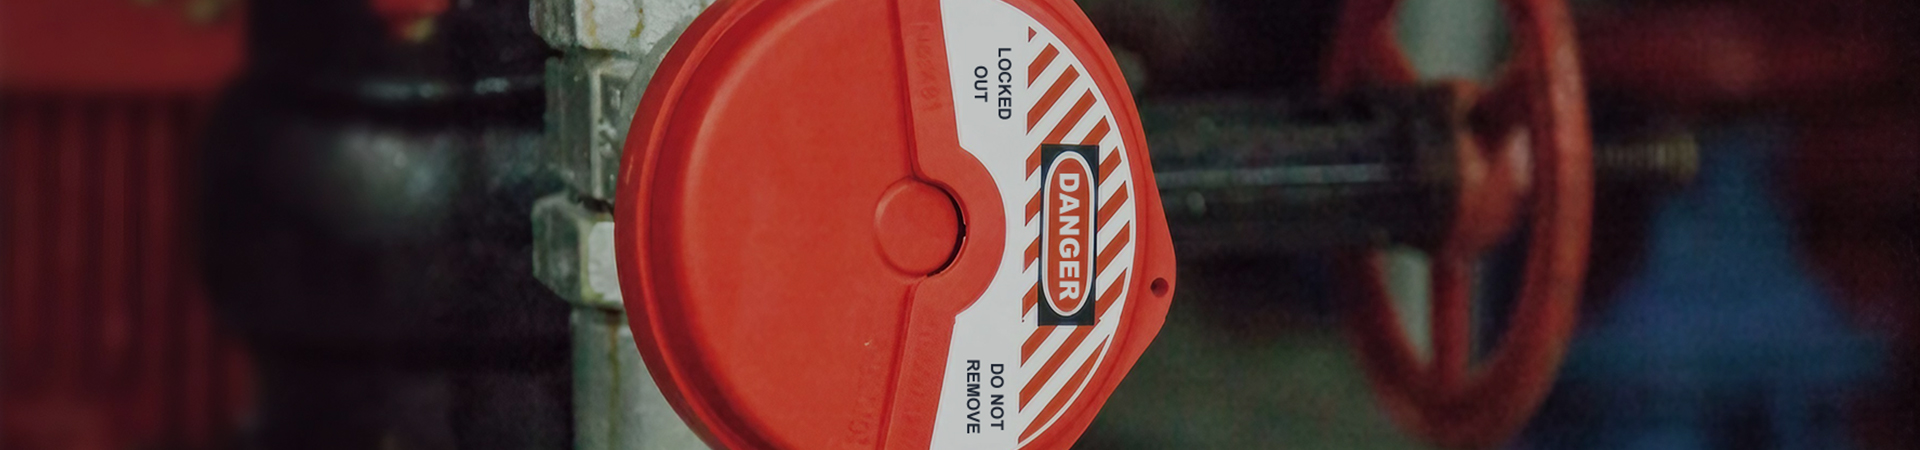 LOCKED
OUT
DANGER
DO NOT
REMOVE